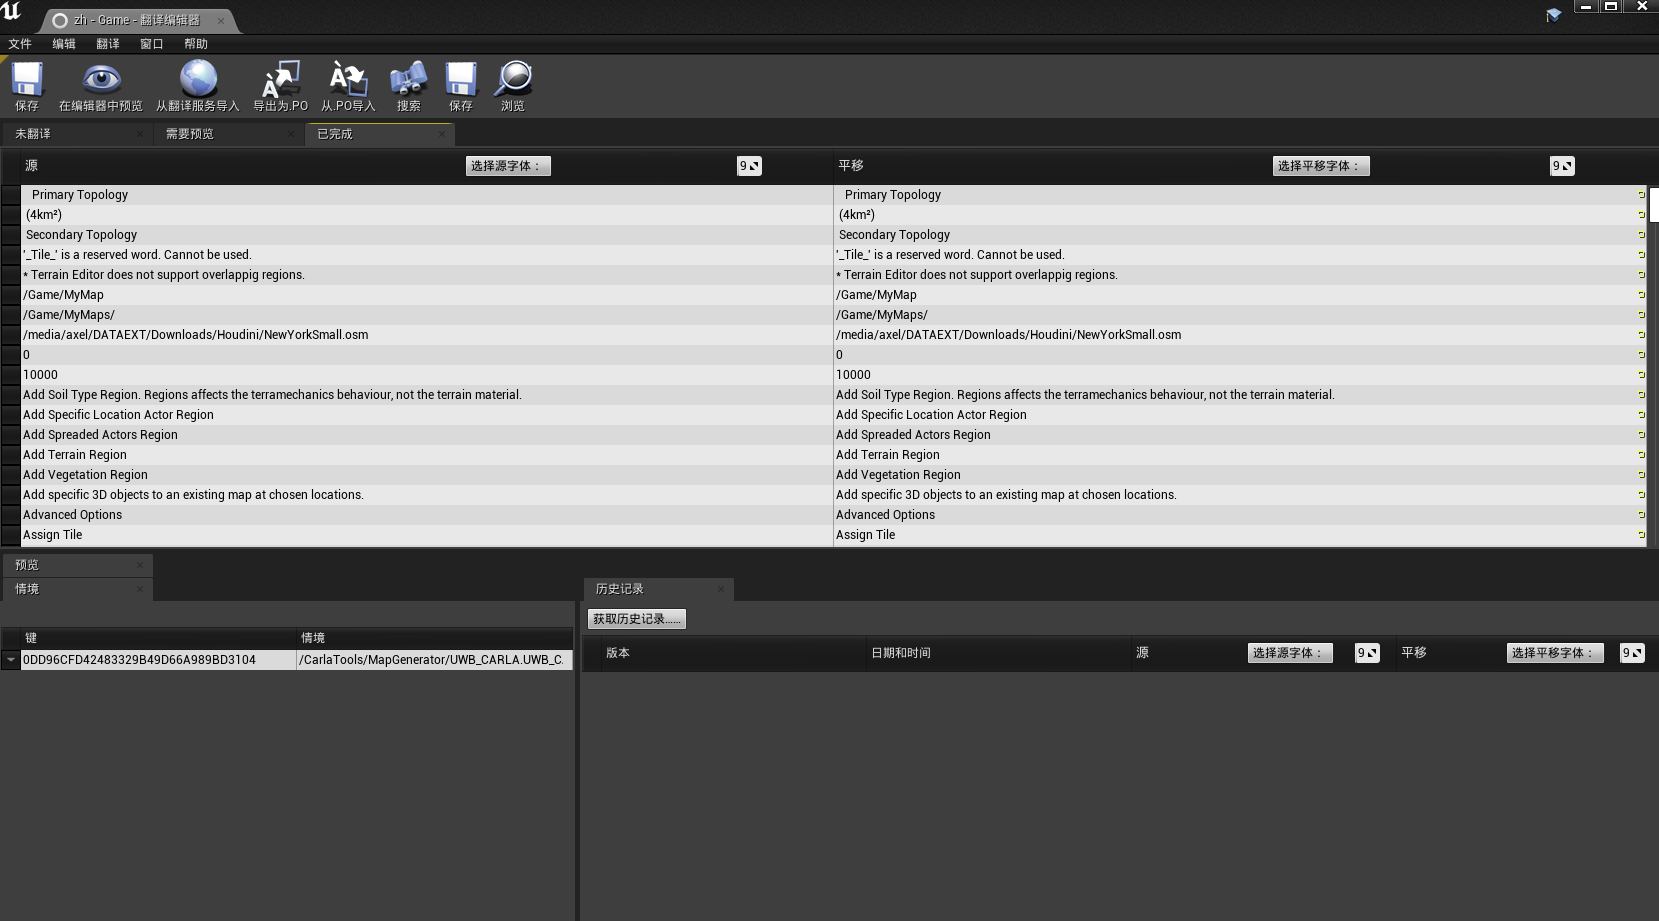 zh - Game - 翻译编辑器
文件 编辑 翻译 窗口 帮助
保存 在编辑器中预览 从翻译服务导入 导出为.PO 从.PO导入 搜索 保存 浏览
未翻译 需要预览 已完成
源 选择源字体： 9 平移 选择平移字体： 9
Primary Topology Primary Topology
(4km²) (4km²)
Secondary Topology Secondary Topology
'_Tile_' is a reserved word. Cannot be used. '_Tile_' is a reserved word. Cannot be used.
* Terrain Editor does not support overlappig regions. * Terrain Editor does not support overlappig regions.
/Game/MyMap /Game/MyMap
/Game/MyMaps/ /Game/MyMaps/
/media/axel/DATAEXT/Downloads/Houdini/NewYorkSmall.osm /media/axel/DATAEXT/Downloads/Houdini/NewYorkSmall.osm
0 0
10000 10000
Add Soil Type Region. Regions affects the terramechanics behaviour, not the terrain material. Add Soil Type Region. Regions affects the terramechanics behaviour, not the terrain material.
Add Specific Location Actor Region Add Specific Location Actor Region
Add Spreaded Actors Region Add Spreaded Actors Region
Add Terrain Region Add Terrain Region
Add Vegetation Region Add Vegetation Region
Add specific 3D objects to an existing map at chosen locations. Add specific 3D objects to an existing map at chosen locations.
Advanced Options Advanced Options
Assign Tile Assign Tile
预览
情境 历史记录
获取历史记录......
键 情境
版本 日期和时间 源 选择源字体： 9 平移 选择平移字体： 9
0DD96CFD42483329B49D66A989BD3104 /CarlaTools/MapGenerator/UWB_CARLA.UWB_C.